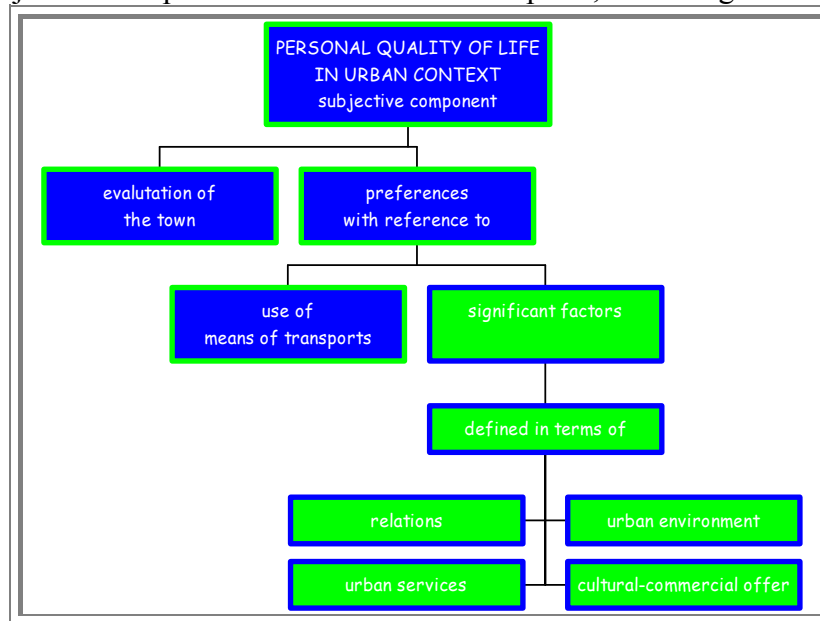 PERSONAL QUALITY OF LIFE
IN URBAN CONTEXT
subjective component
evalutation of
the town
preferences
with reference to
use of
means of transports
significant factors
defined in terms of
relations
urban environment
urban services
cultural-commercial offer